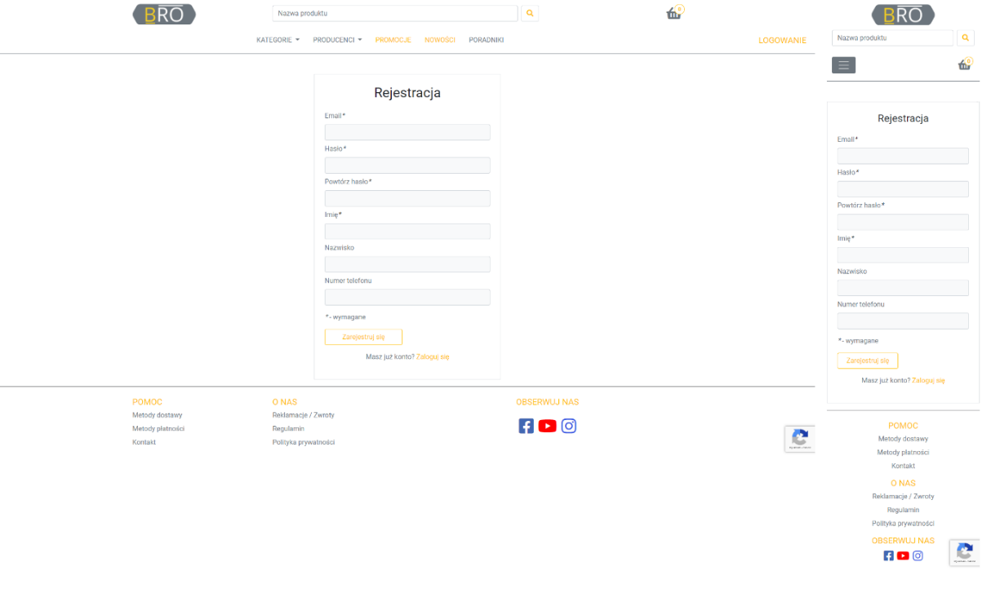 BRO
Nazwa produktu
0
KATEGORIE PRODUCENCI PROMOCJE NOWOŚCI PORADNIKI
LOGOWANIE
Rejestracja
Email*
Hasło*
Powtórz hasło*
Imię*
Nazwisko
Numer telefonu
*- wymagane
Zarejestruj się
Masz już konto? Zaloguj się
POMOC
Metody dostawy
Metody płatności
Kontakt
O NAS
Reklamacje / Zwroty
Regulamin
Polityka prywatności
OBSERWUJ NAS
BRO
Nazwa produktu
0
Rejestracja
Email*
Hasło*
Powtórz hasło*
Imię*
Nazwisko
Numer telefonu
*- wymagane
Zarejestruj się
Masz już konto? Zaloguj się
POMOC
Metody dostawy
Metody płatności
Kontakt
O NAS
Reklamacje / Zwroty
Regulamin
Polityka prywatności
OBSERWUJ NAS